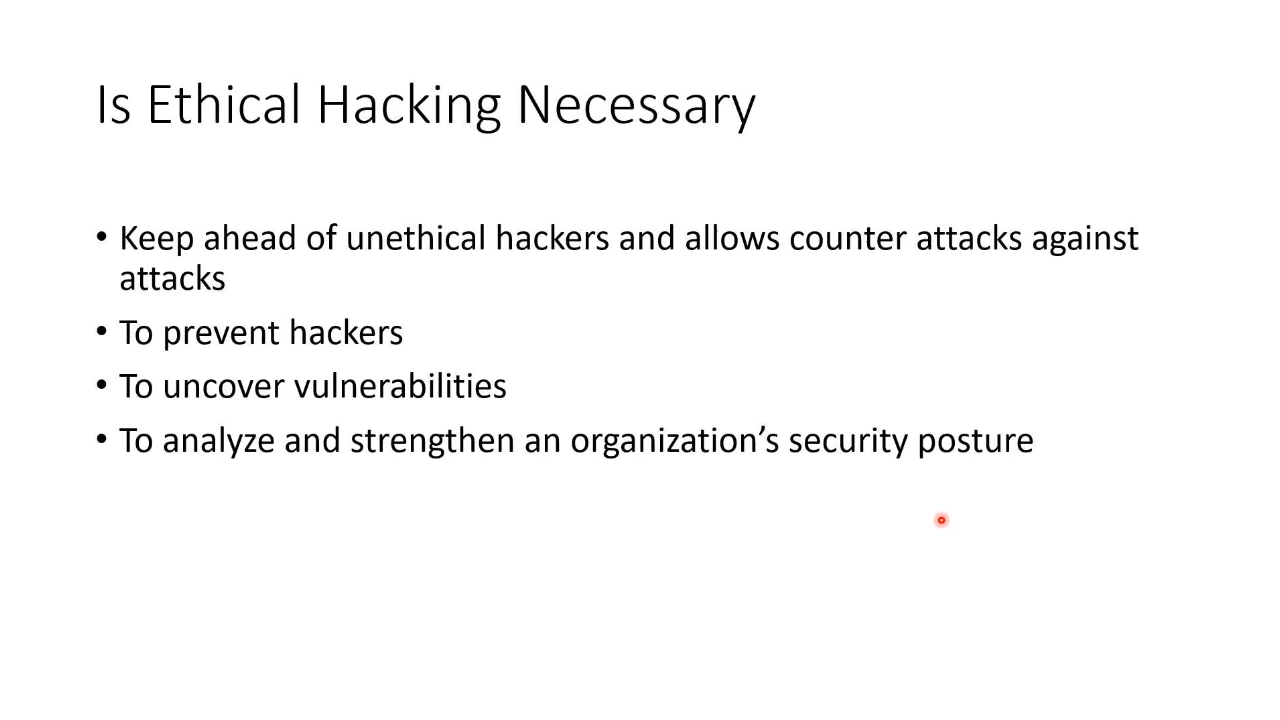 Is Ethical Hacking Necessary
• Keep ahead of unethical hackers and allows counter attacks against
attacks
• To prevent hackers
• To uncover vulnerabilities
• To analyze and strengthen an organization’s security posture